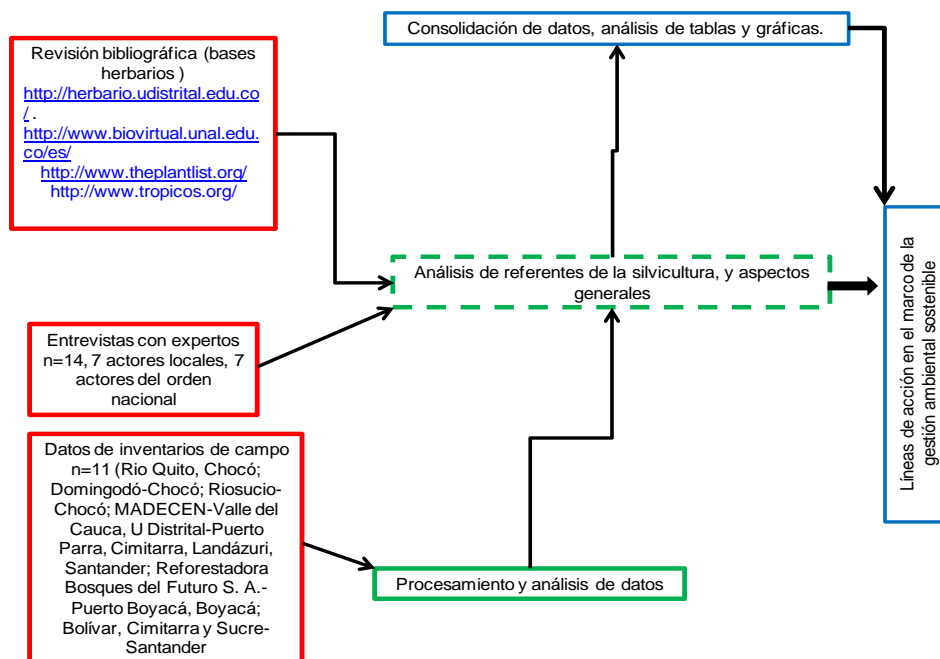 Consolidación de datos, análisis de tablas y gráficas.
Revisión bibliográfica (bases
herbarios )
http://herbario.udistrital.edu.co
/ .
http://www.biovirtual.unal.edu.
co/es/
http://www.theplantlist.org/
http://www.tropicos.org/
Análisis de referentes de la silvicultura, y aspectos
generales
Líneas de acción en el marco de la
gestión ambiental sostenible
Entrevistas con expertos
n=14, 7 actores locales, 7
actores del orden
nacional
Datos de inventarios de campo
n=11 (Rio Quito, Chocó;
Domingodó-Chocó; Riosucio-
Chocó; MADECEN-Valle del
Cauca, U Distrital-Puerto
Parra, Cimitarra, Landázuri,
Santander; Reforestadora
Bosques del Futuro S. A.-
Puerto Boyacá, Boyacá;
Bolívar, Cimitarra y Sucre-
Santander
Procesamiento y análisis de datos